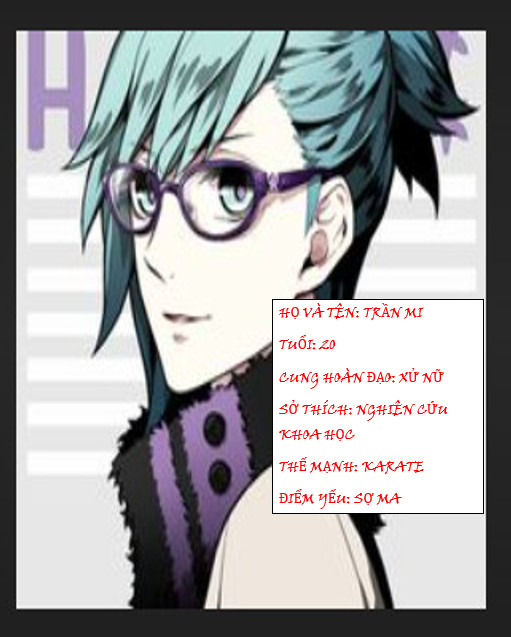 H
HỌ VÀ TÊN: TRẦN MI
TUỔI: 20
CUNG HOÀN ĐẠO: XỬ NỮ
SỞ THÍCH: NGHIÊN CỨU
KHOA HỌC
THẾ MẠNH: KARATE
ĐIỂM YẾU: SỢ MA